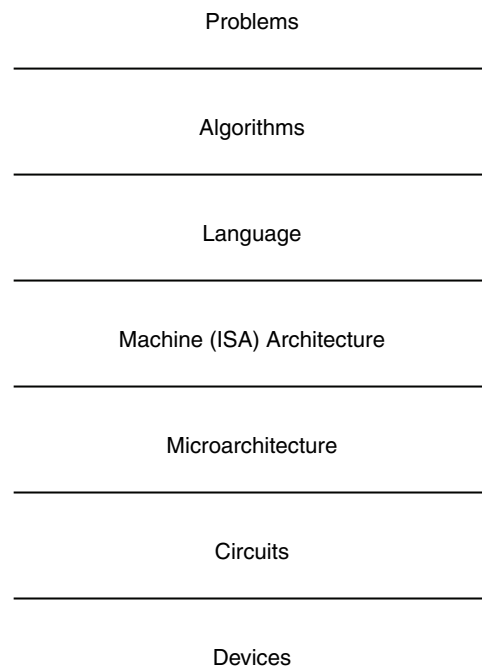 Problems
Algorithms
Language
Machine (ISA) Architecture
Microarchitecture
Circuits
Devices